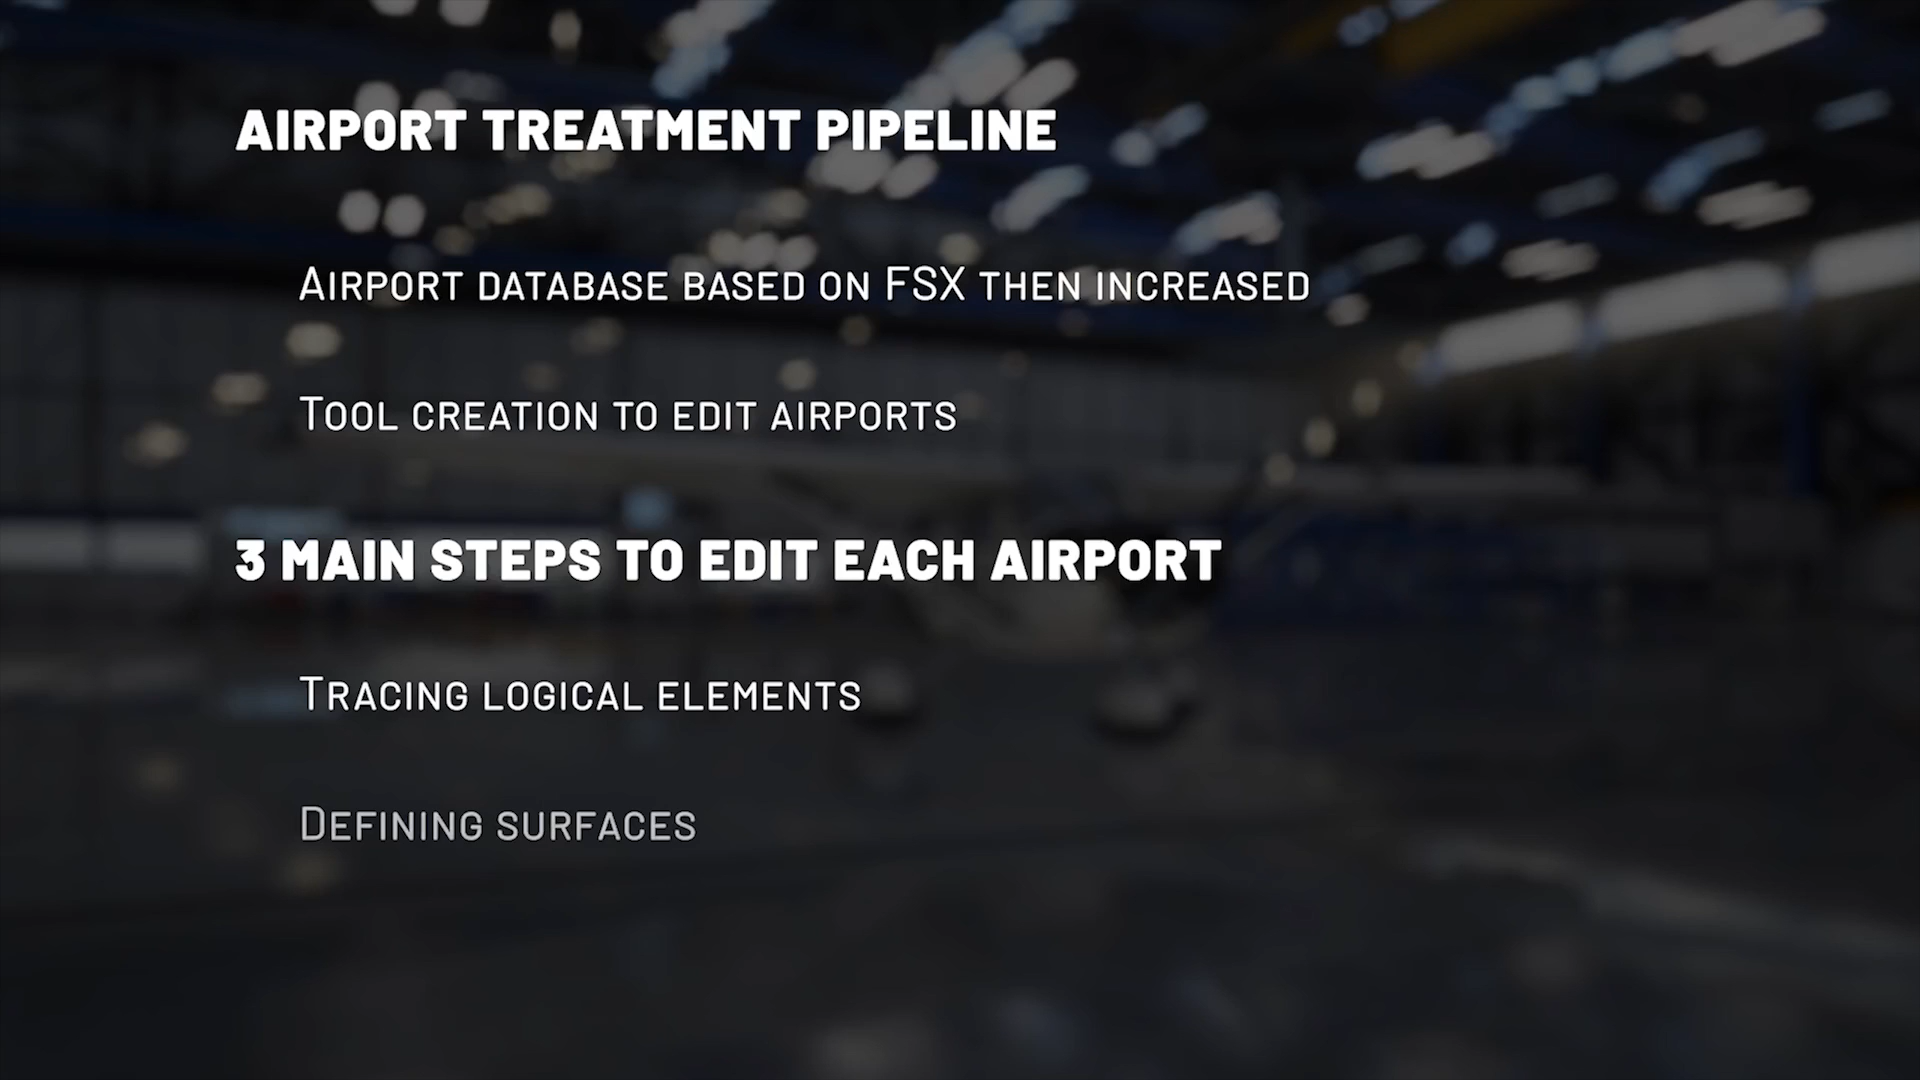 AIRPORT TREATMENT PIPELINE
AIRPORT DATABASE BASED ON FSX THEN INCREASED
TOOL CREATION TO EDIT AIRPORTS
3 MAIN STEPS TO EDIT EACH AIRPORT
TRACING LOGICAL ELEMENTS
DEFINING SURFACES